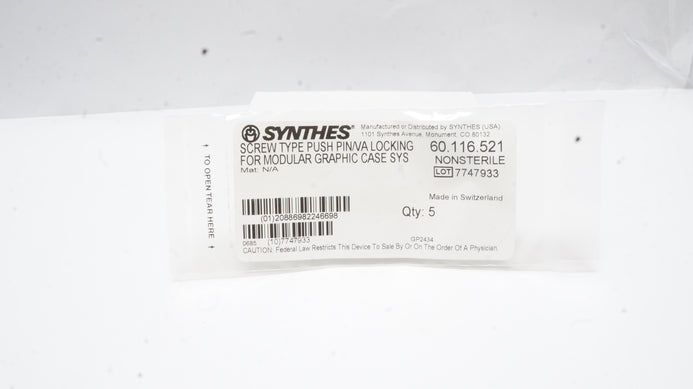 SYNTHES®
Manufactured or Distributed by SYNTHES (USA)
1101 Synthes Avenue, Monument, CO 80132
SCREW TYPE PUSH PIN/VA LOCKING
FOR MODULAR GRAPHIC CASE SYS
Mat: N/A
60.116.521
NONSTERILE
LOT 7747933
Made in Switzerland
(01)20886982246698
Qty: 5
0685 (10)7747933
GP2434
CAUTION: Federal Law Restricts This Device To Sale By Or On The Order Of A Physician.
↑ TO OPEN TEAR HERE ↑